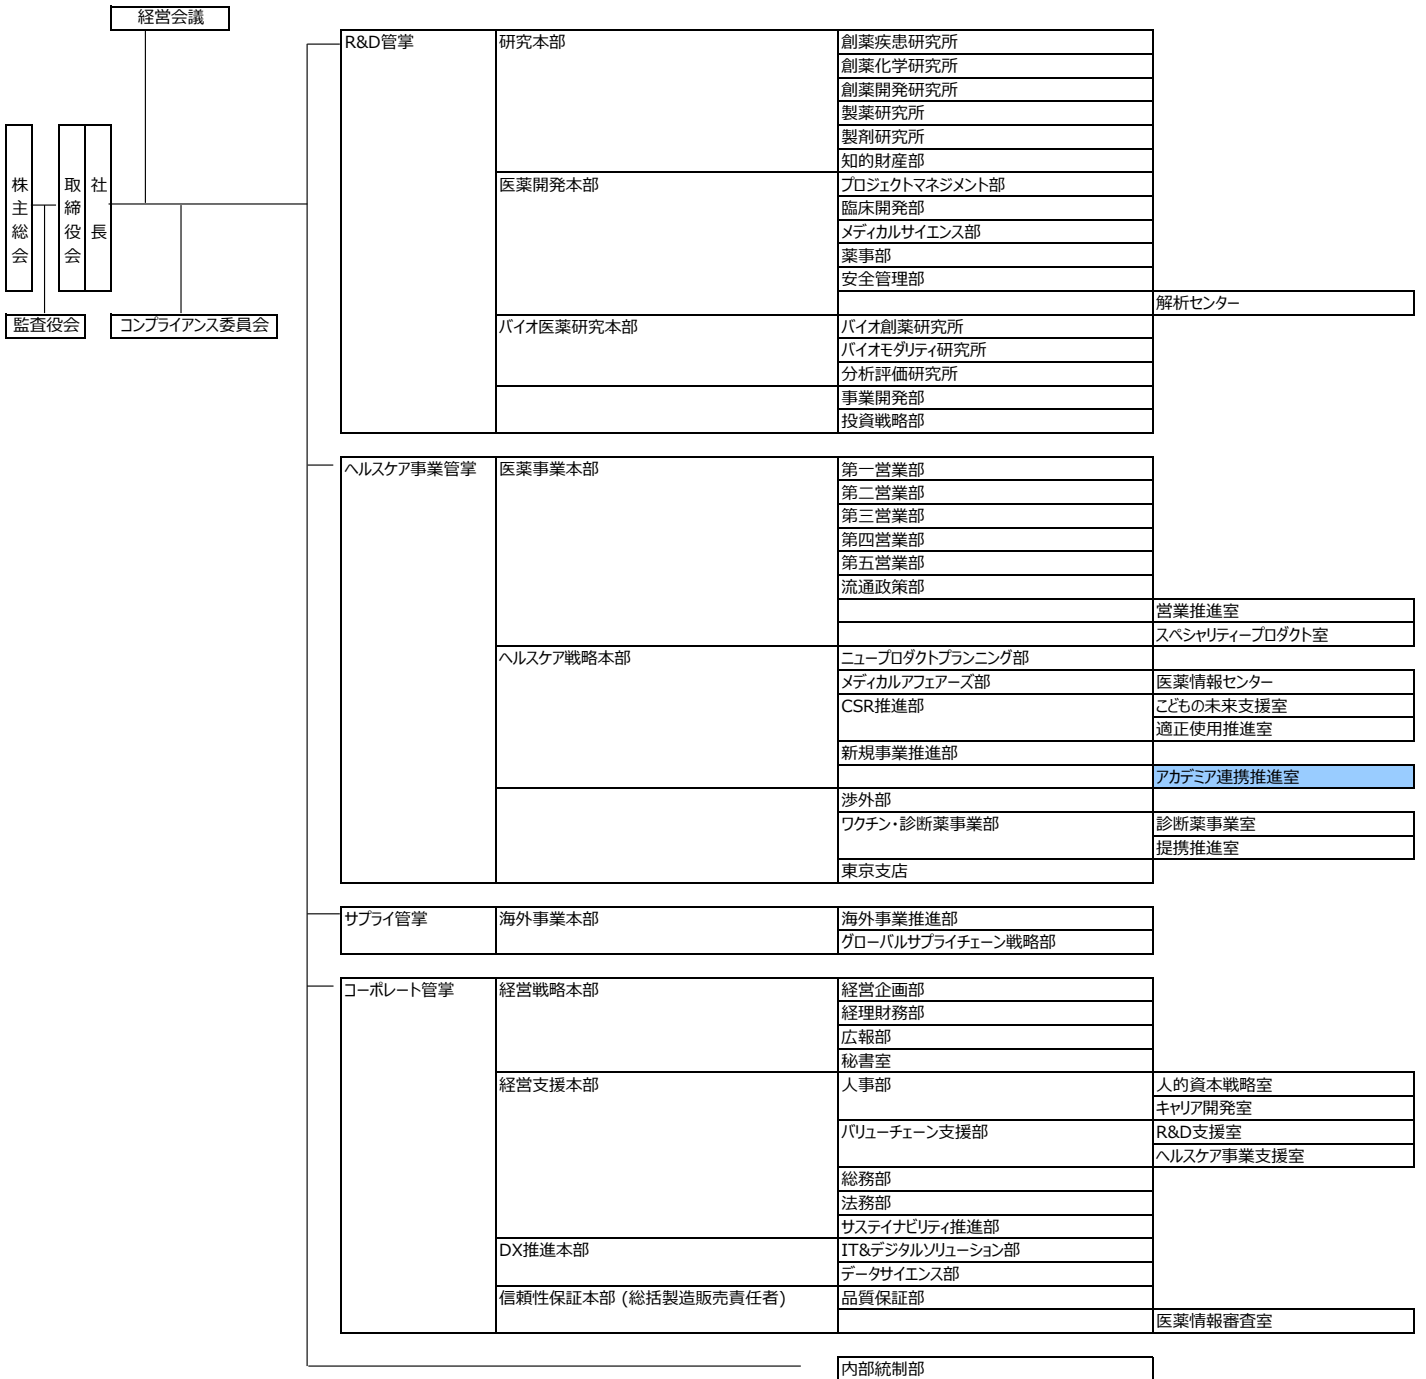 経営会議
株主総会
取締役会
社長
監査役会
コンプライアンス委員会
R&D管掌
研究本部
創薬疾患研究所
創薬化学研究所
創薬開発研究所
製薬研究所
製剤研究所
知的財産部
医薬開発本部
プロジェクトマネジメント部
臨床開発部
メディカルサイエンス部
薬事部
安全管理部
解析センター
バイオ医薬研究本部
バイオ創薬研究所
バイオモダリティ研究所
分析評価研究所
事業開発部
投資戦略部
ヘルスケア事業管掌
医薬事業本部
第一営業部
第二営業部
第三営業部
第四営業部
第五営業部
流通政策部
営業推進室
スペシャリティープロダクト室
ヘルスケア戦略本部
ニュープロダクトプランニング部
メディカルアフェアーズ部
医薬情報センター
CSR推進部
こどもの未来支援室
適正使用推進室
新規事業推進部
アカデミア連携推進室
渉外部
ワクチン・診断薬事業部
診断薬事業室
提携推進室
東京支店
サプライ管掌
海外事業本部
海外事業推進部
グローバルサプライチェーン戦略部
コーポレート管掌
経営戦略本部
経営企画部
経理財務部
広報部
秘書室
経営支援本部
人事部
人的資本戦略室
キャリア開発室
バリューチェーン支援部
R&D支援室
ヘルスケア事業支援室
総務部
法務部
サステイナビリティ推進部
DX推進本部
IT&デジタルソリューション部
データサイエンス部
信頼性保証本部 (総括製造販売責任者)
品質保証部
医薬情報審査室
内部統制部